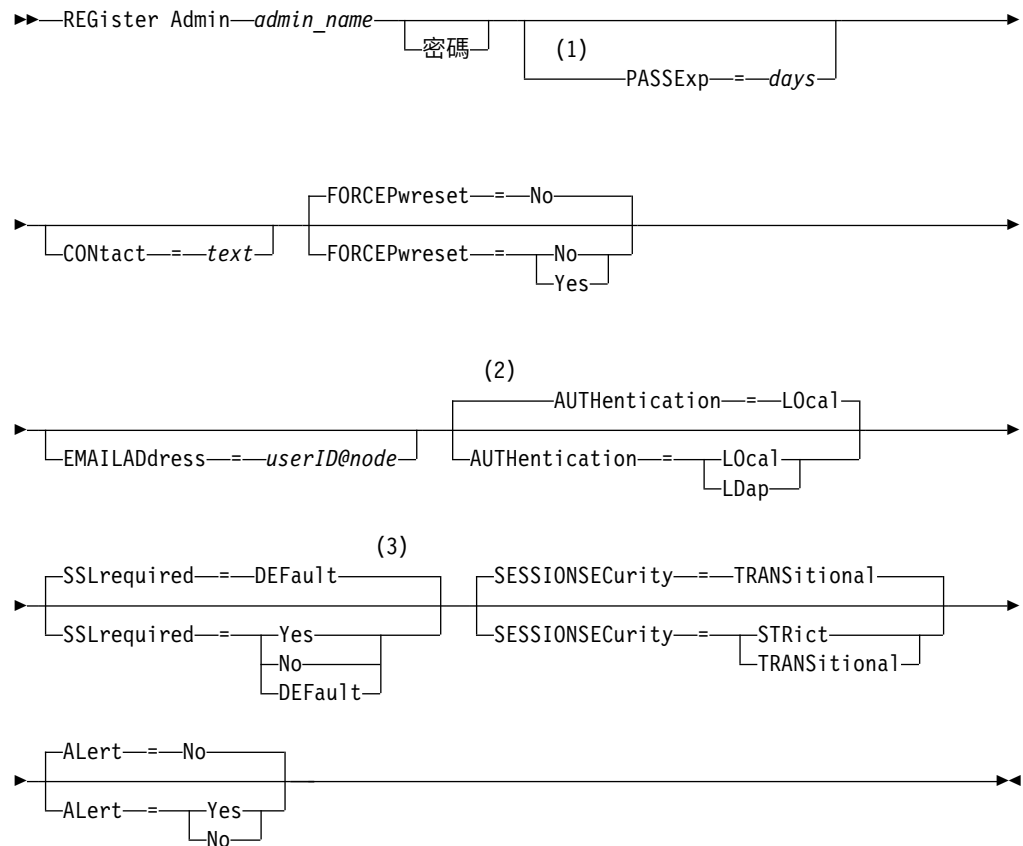 REGister Admin admin_name
密碼
(1)
PASSExp = days
CONtact = text
FORCEPwreset = No
FORCEPwreset = No
Yes
EMAILADdress = userID@node
(2)
AUTHentication = LOcal
AUTHentication = LOcal
LDap
(3)
SSLrequired = DEFault
SSLrequired = Yes
No
DEFault
SESSIONSECurity = TRANSitional
SESSIONSECurity = STRict
TRANSitional
ALert = No
ALert = Yes
No